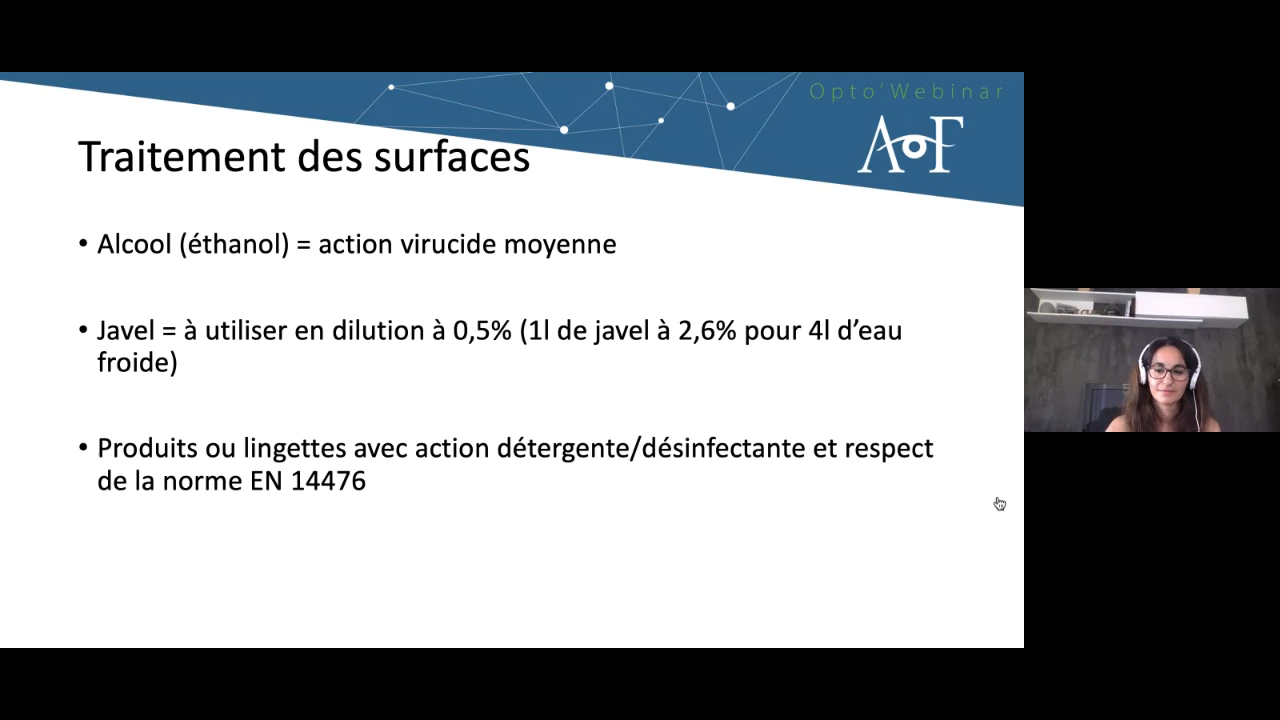 Opto'Webinar
AOF
Traitement des surfaces
• Alcool (éthanol) = action virucide moyenne
• Javel = à utiliser en dilution à 0,5% (1l de javel à 2,6% pour 4l d’eau
froide)
• Produits ou lingettes avec action détergente/désinfectante et respect
de la norme EN 14476